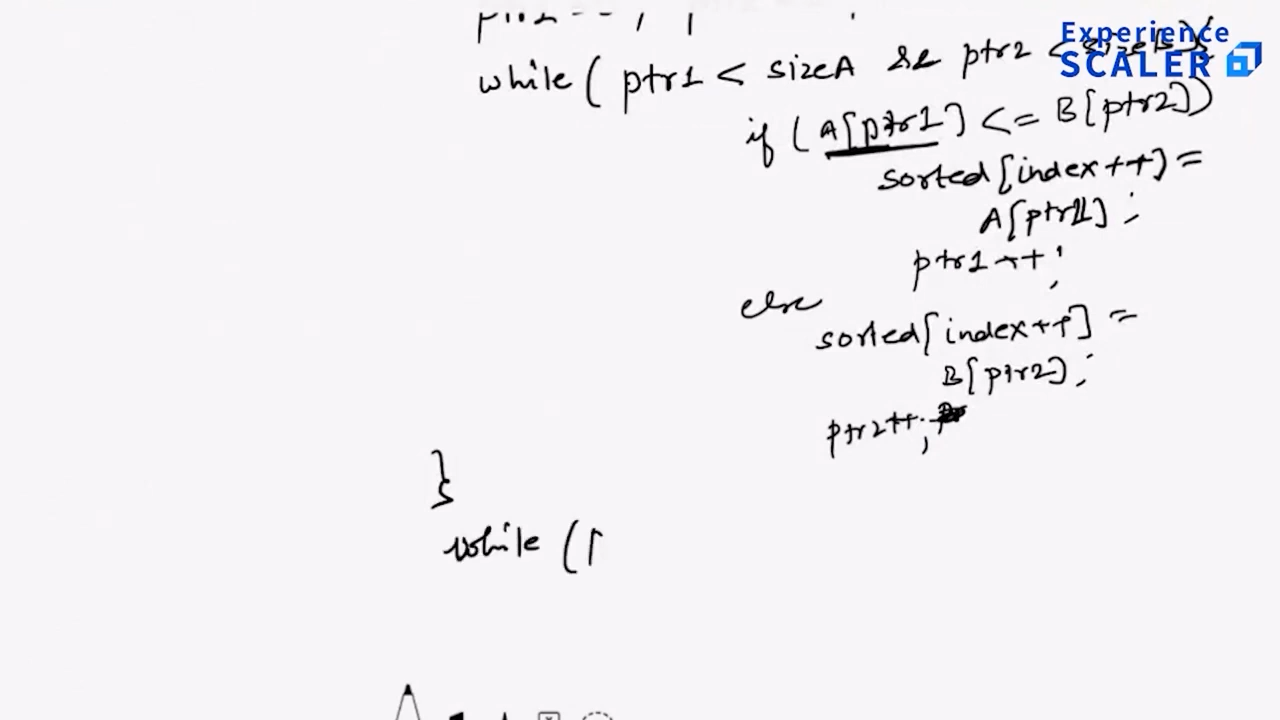 Experience
SCALER
while ( ptr1 < sizeA && ptr2 < sizeB ) {
if ( A[ptr1] <= B[ptr2])
sorted [index++] =
A[ptr1] ;
ptr1++ ;
else
sorted [index++] =
B[ptr2] ;
ptr2++ ;
}
while (